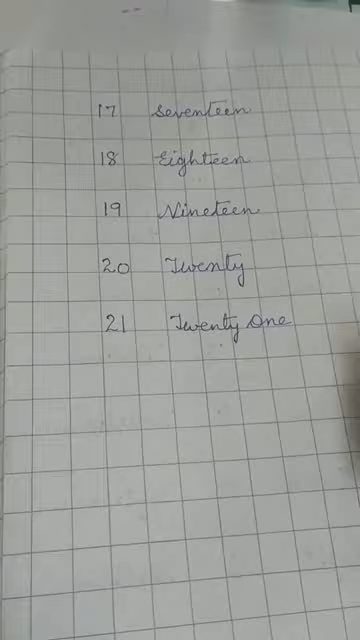 17 Seventeen
18 Eighteen
19 Nineteen
20 Twenty
21 Twenty One